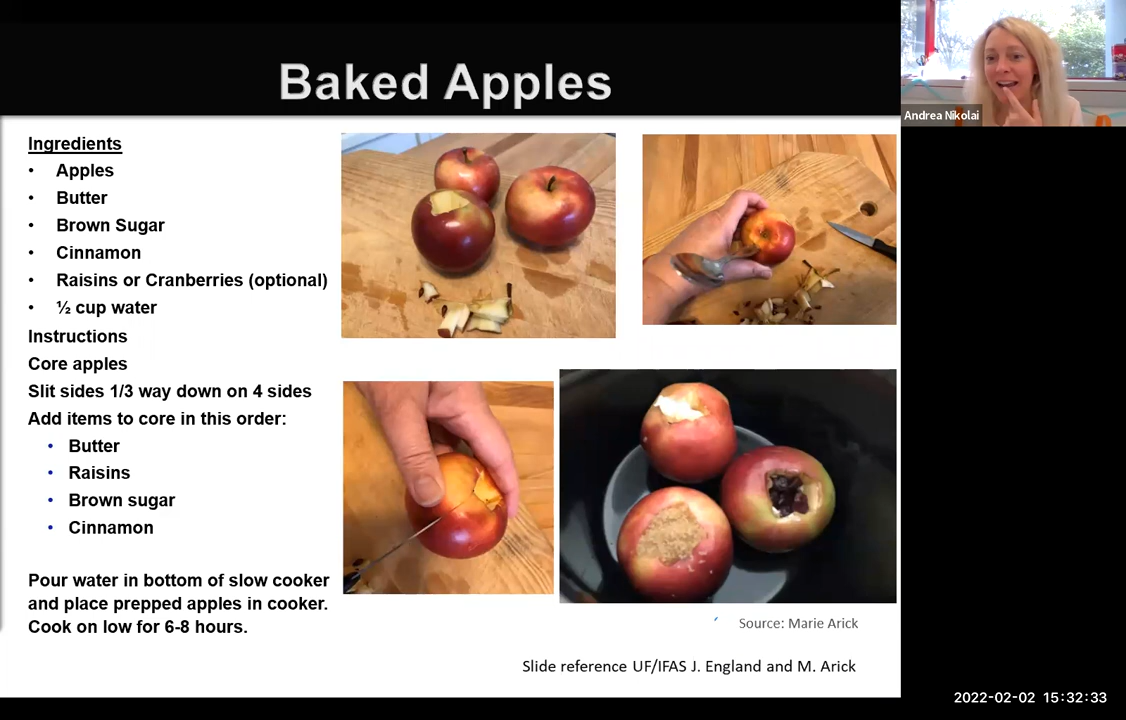 Baked Apples
Andrea Nikolai
Ingredients
• Apples
• Butter
• Brown Sugar
• Cinnamon
• Raisins or Cranberries (optional)
• ½ cup water
Instructions
Core apples
Slit sides 1/3 way down on 4 sides
Add items to core in this order:
• Butter
• Raisins
• Brown sugar
• Cinnamon
Pour water in bottom of slow cooker
and place prepped apples in cooker.
Cook on low for 6-8 hours.
Source: Marie Arick
Slide reference UF/IFAS J. England and M. Arick
2022-02-02 15:32:33